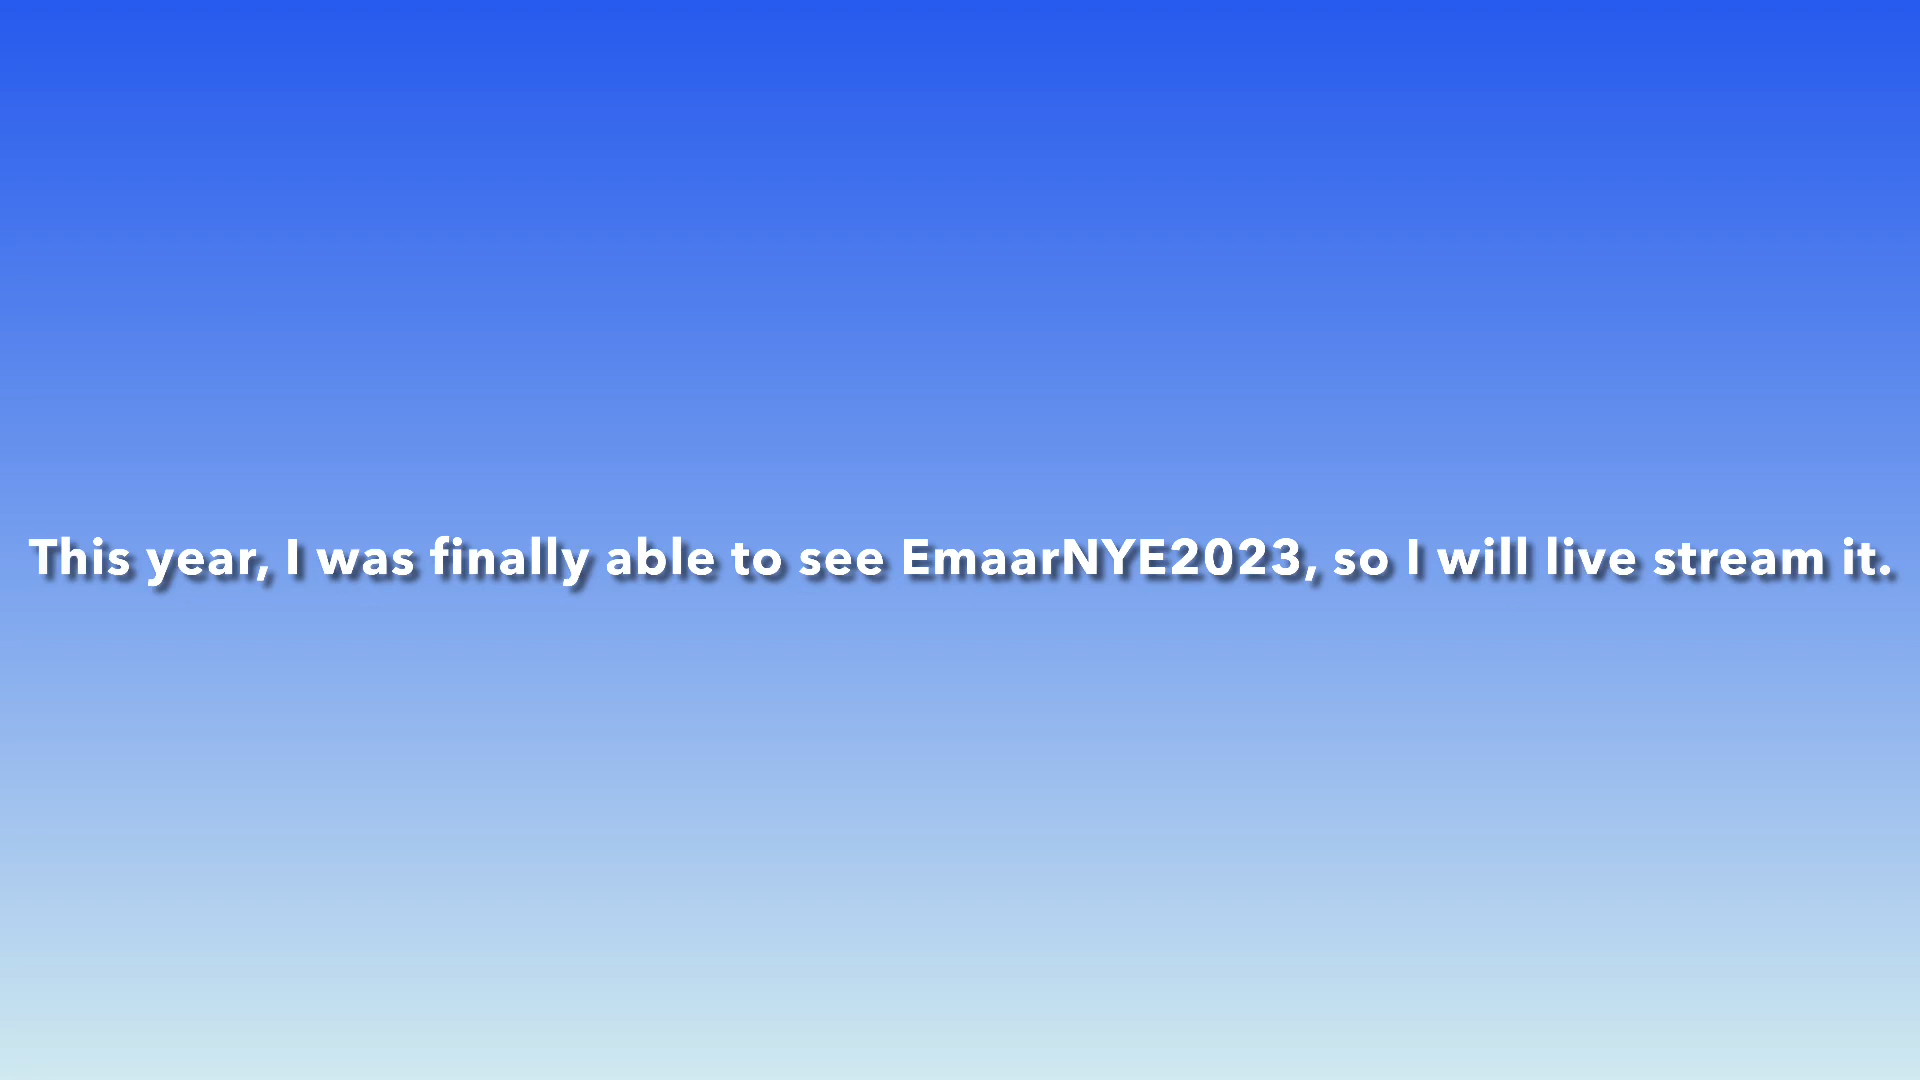 This year, I was finally able to see EmaarNYE2023, so I will live stream it.